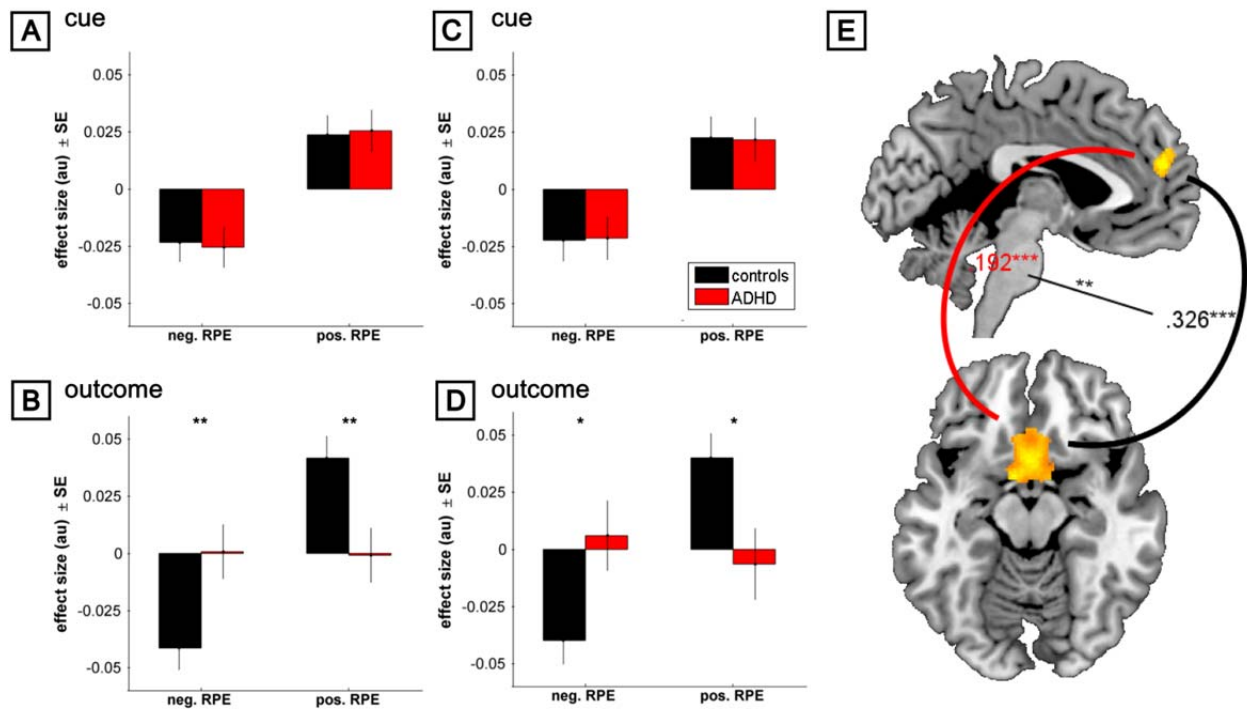 A cue
effect size (au) ± SE
0.05
0.025
0
-0.025
-0.05
neg. RPE pos. RPE
B outcome
** **
effect size (au) ± SE
0.05
0.025
0
-0.025
-0.05
neg. RPE pos. RPE
C cue
effect size (au) ± SE
0.05
0.025
0
-0.025
-0.05
controls
ADHD
neg. RPE pos. RPE
D outcome
* *
effect size (au) ± SE
0.05
0.025
0
-0.025
-0.05
neg. RPE pos. RPE
E
.192***
**
.326***